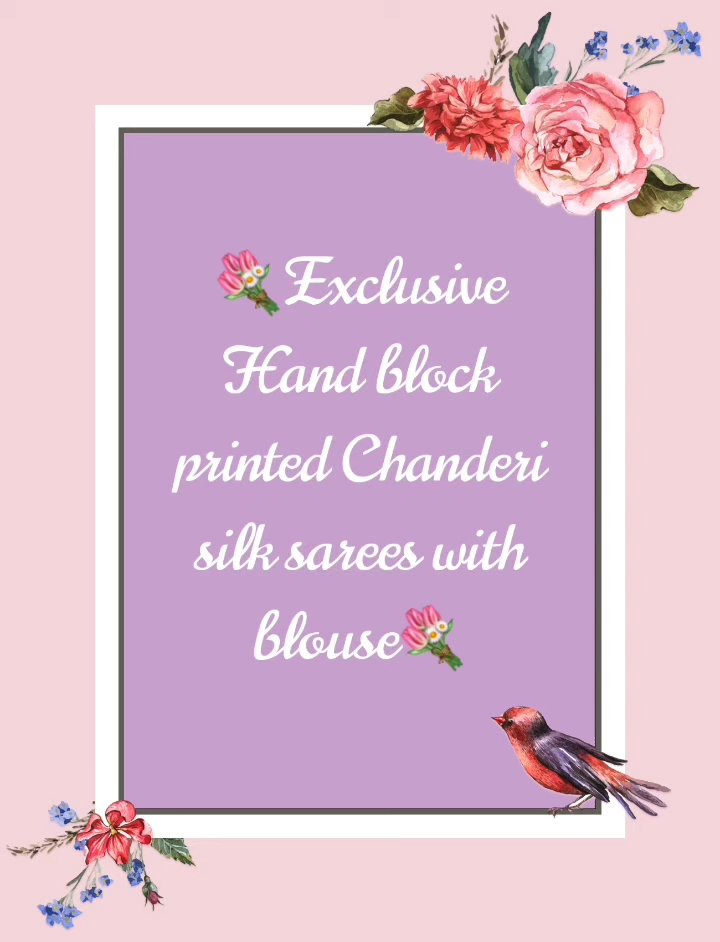 💐Exclusive
Hand block
printed Chanderi
silk sarees with
blouse💐